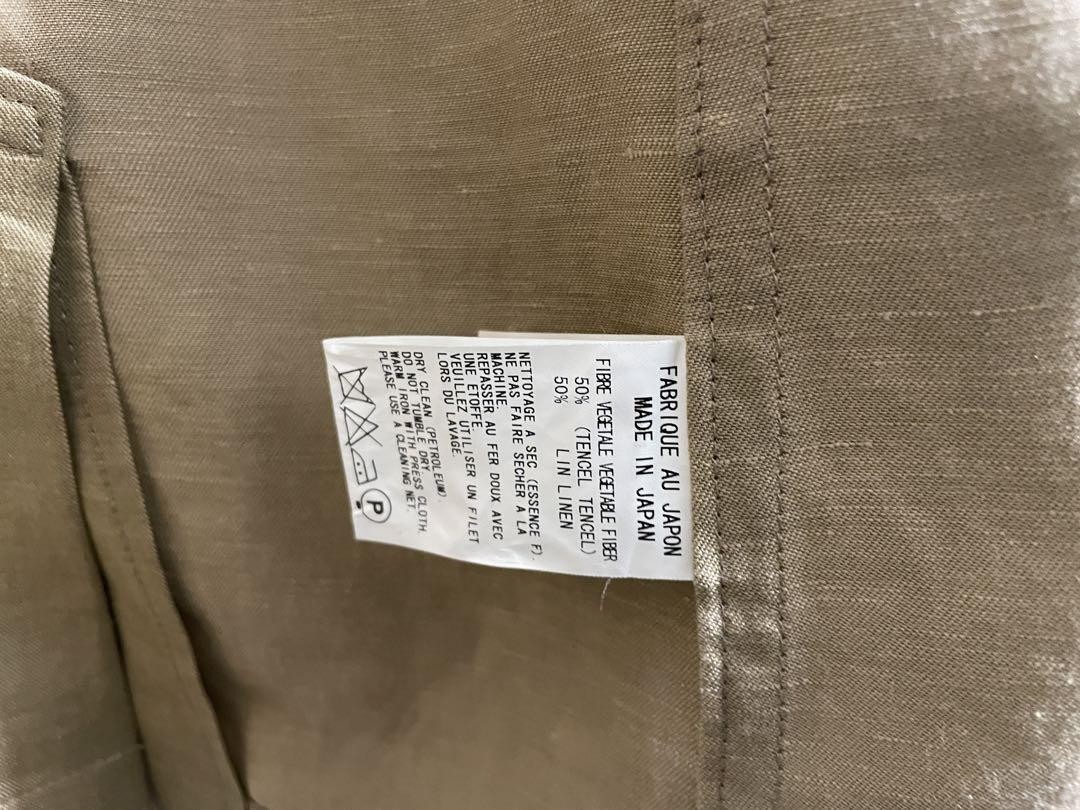 FABRIQUE AU JAPON
MADE IN JAPAN
FIBRE VEGETALE VEGETABLE FIBER
50% (TENCEL TENCEL)
50% LIN LINEN
NETTOYAGE A SEC (ESSENCE F).
NE PAS FAIRE SECHER A LA
MACHINE.
REPASSER AU FER DOUX AVEC
UNE ETOFFE.
VEUILLEZ UTILISER UN FILET
LORS DU LAVAGE.
DRY CLEAN (PETROLEUM).
DO NOT TUMBLE DRY.
WARM IRON WITH PRESS CLOTH.
PLEASE USE A CLEANING NET.
P